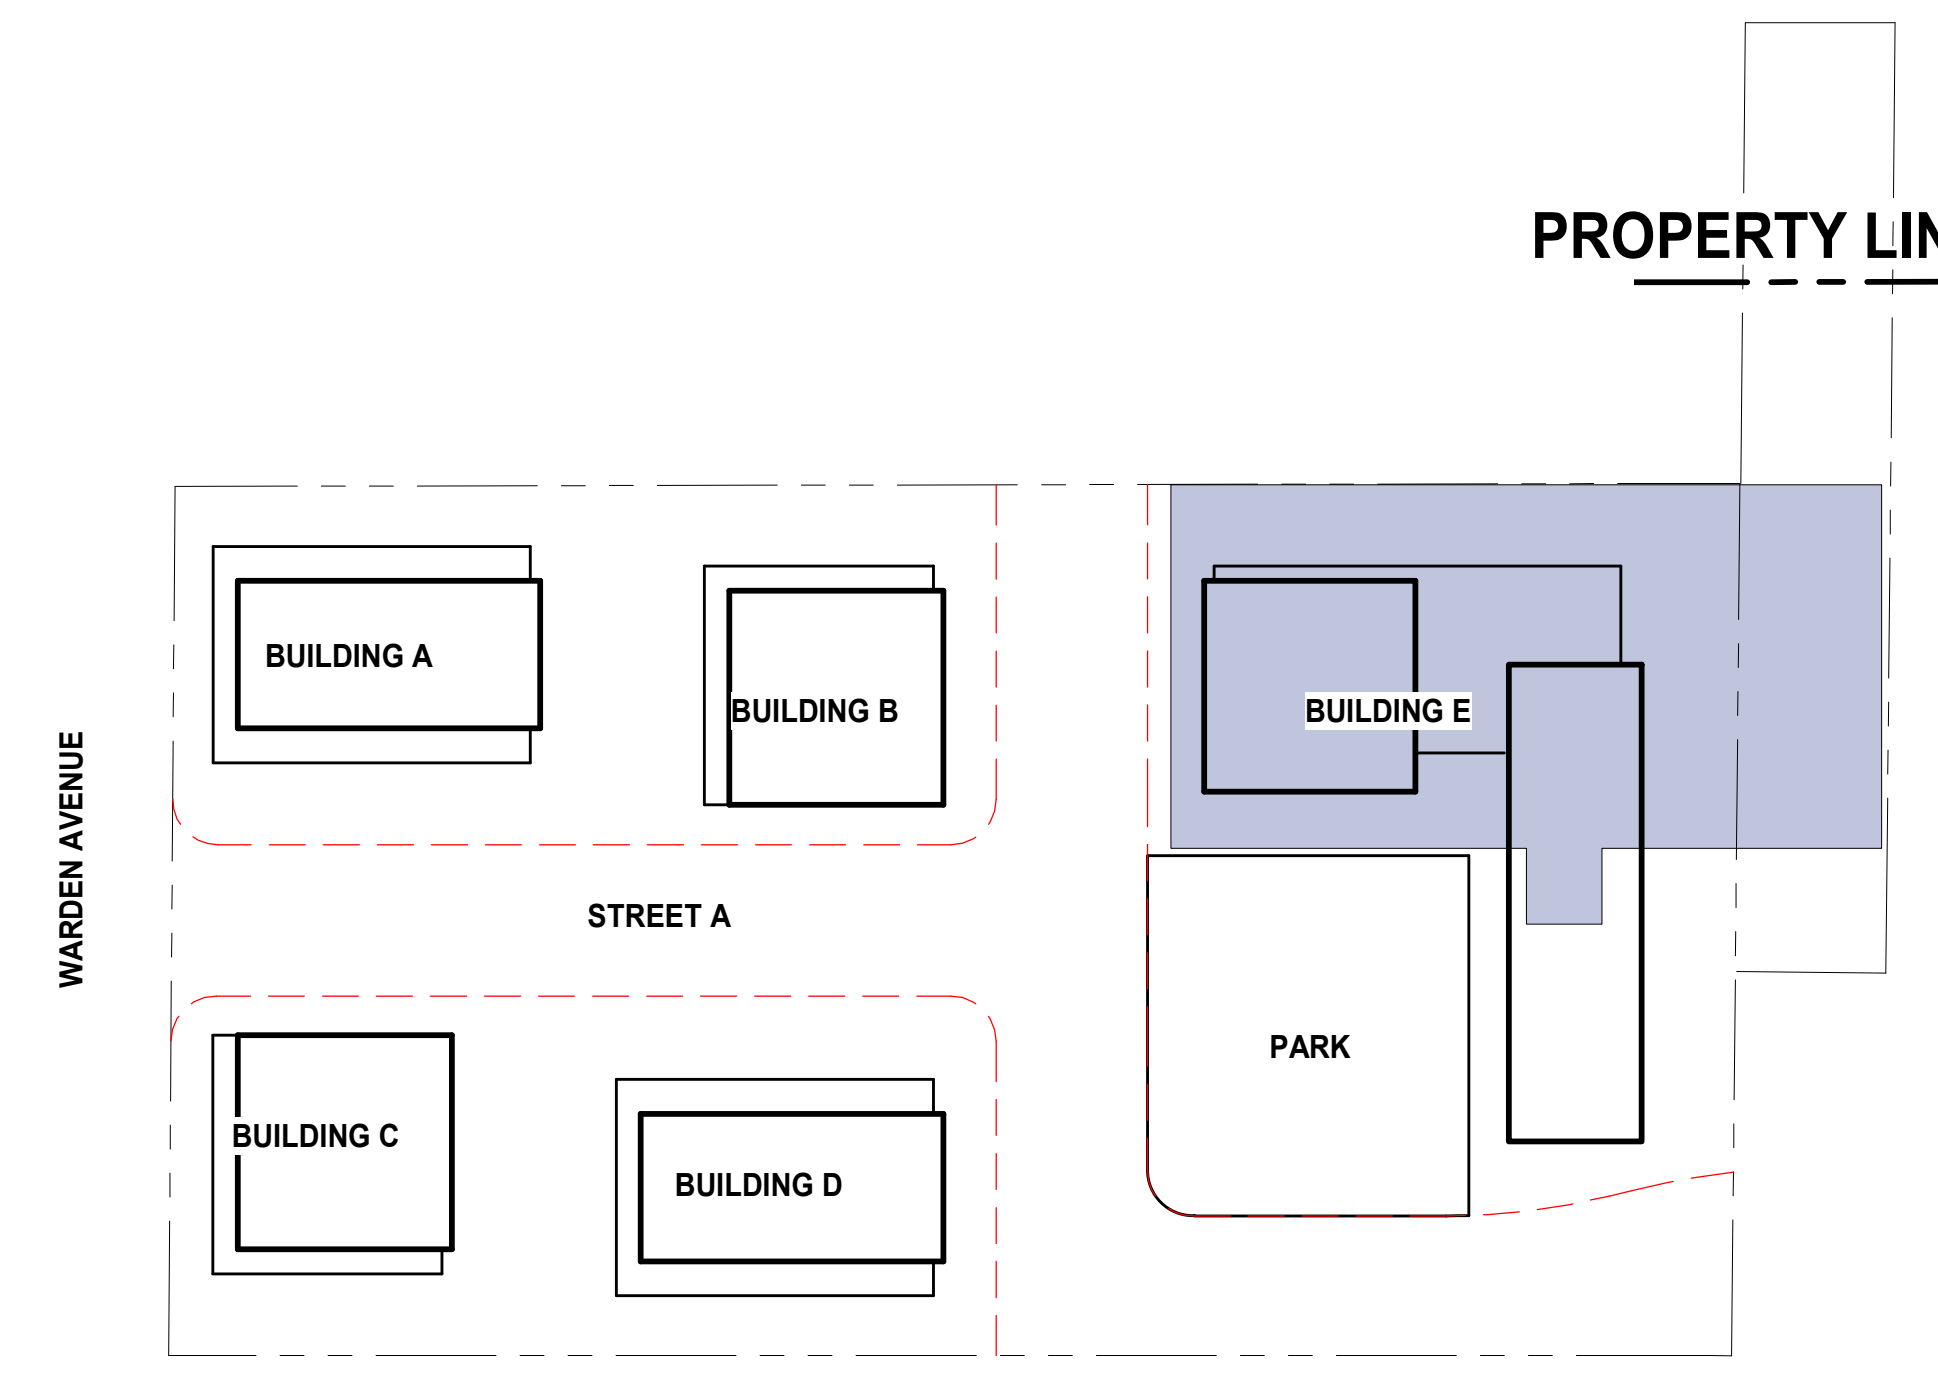 PROPERTY LIN
BUILDING A
BUILDING B
BUILDING E
WARDEN AVENUE
STREET A
PARK
BUILDING C
BUILDING D